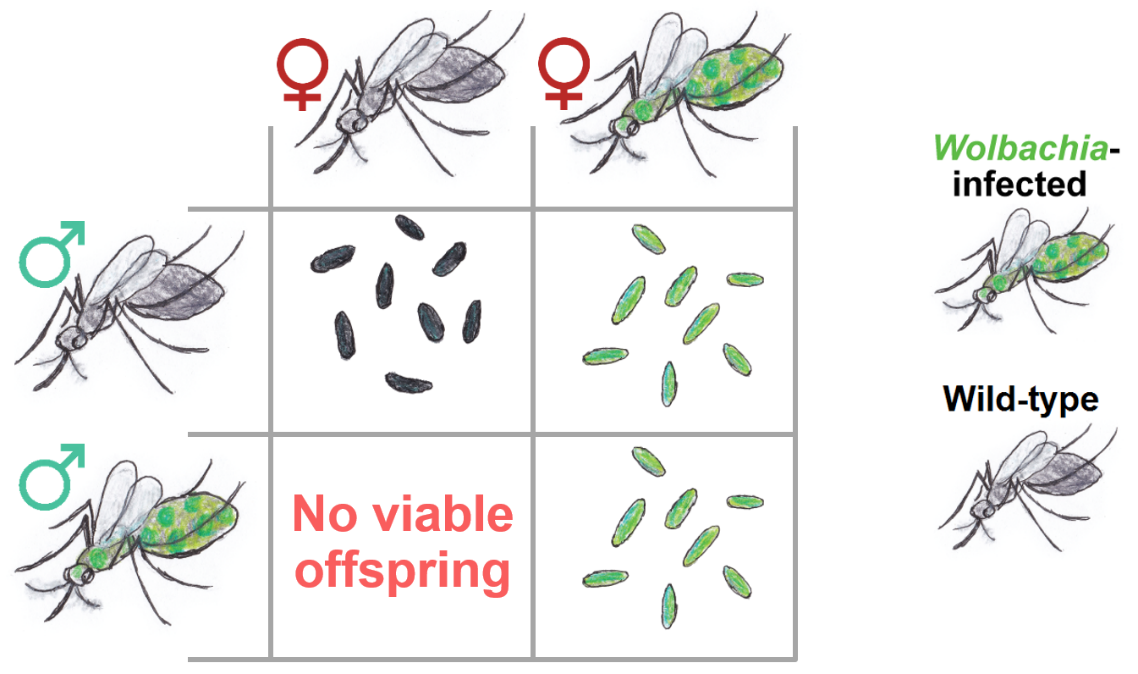 Wolbachia-
infected
Wild-type
No viable
offspring